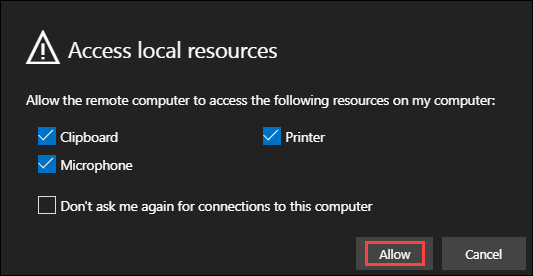 Access local resources
Allow the remote computer to access the following resources on my computer:
Clipboard Printer
Microphone
Don't ask me again for connections to this computer
Allow Cancel